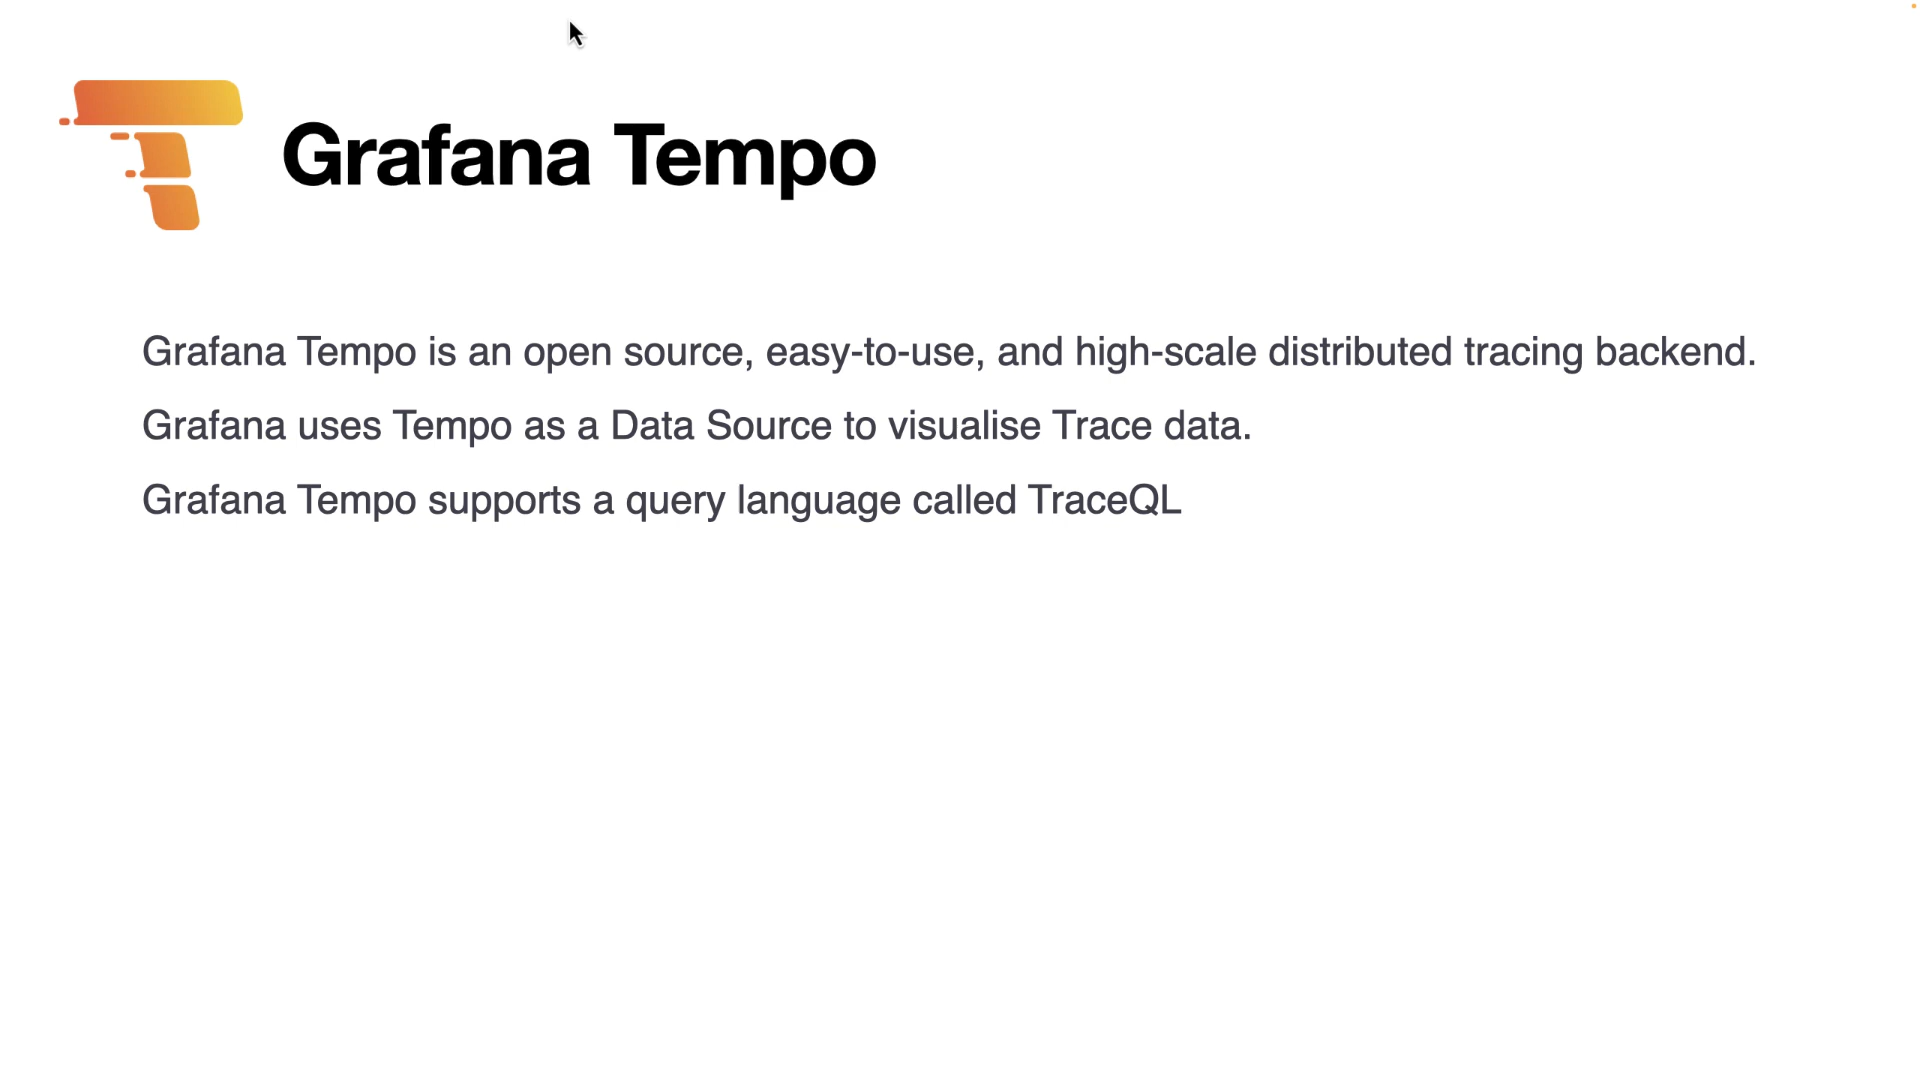 Grafana Tempo
Grafana Tempo is an open source, easy-to-use, and high-scale distributed tracing backend.
Grafana uses Tempo as a Data Source to visualise Trace data.
Grafana Tempo supports a query language called TraceQL